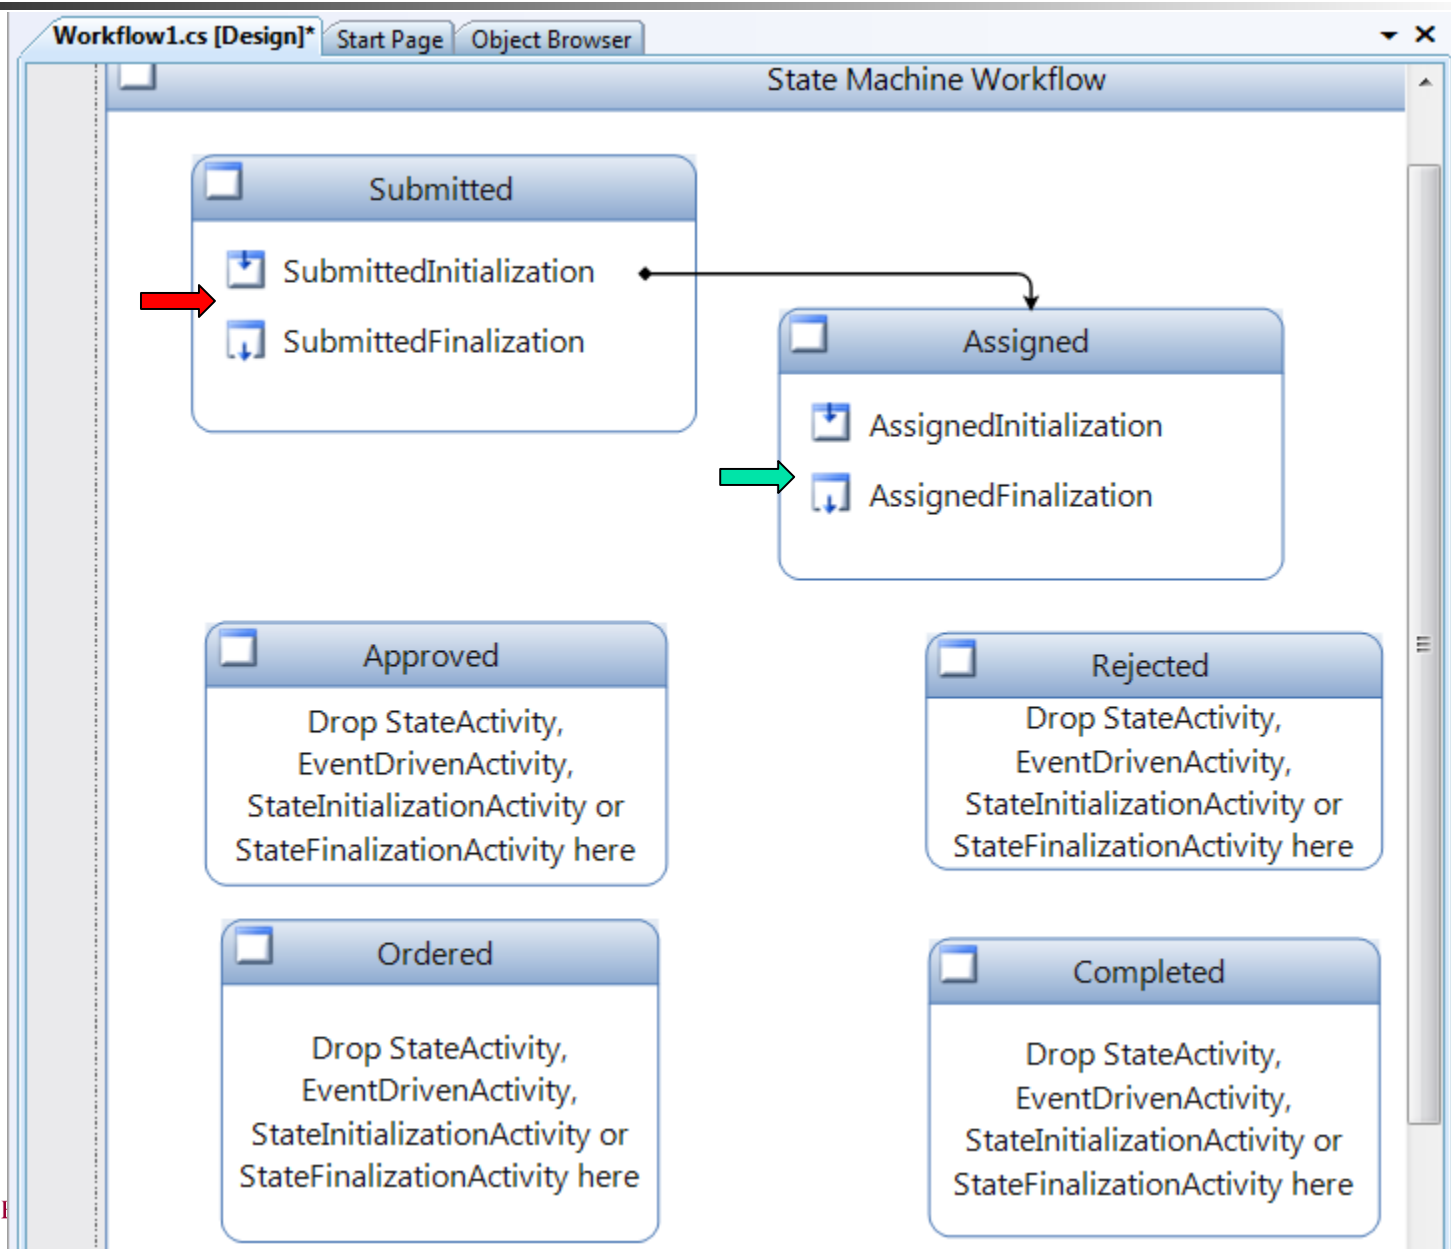 Workflow1.cs [Design]* Start Page Object Browser
State Machine Workflow
Submitted
SubmittedInitialization
SubmittedFinalization
Assigned
AssignedInitialization
AssignedFinalization
Approved
Drop StateActivity,
EventDrivenActivity,
StateInitializationActivity or
StateFinalizationActivity here
Rejected
Drop StateActivity,
EventDrivenActivity,
StateInitializationActivity or
StateFinalizationActivity here
Ordered
Drop StateActivity,
EventDrivenActivity,
StateInitializationActivity or
StateFinalizationActivity here
Completed
Drop StateActivity,
EventDrivenActivity,
StateInitializationActivity or
StateFinalizationActivity here